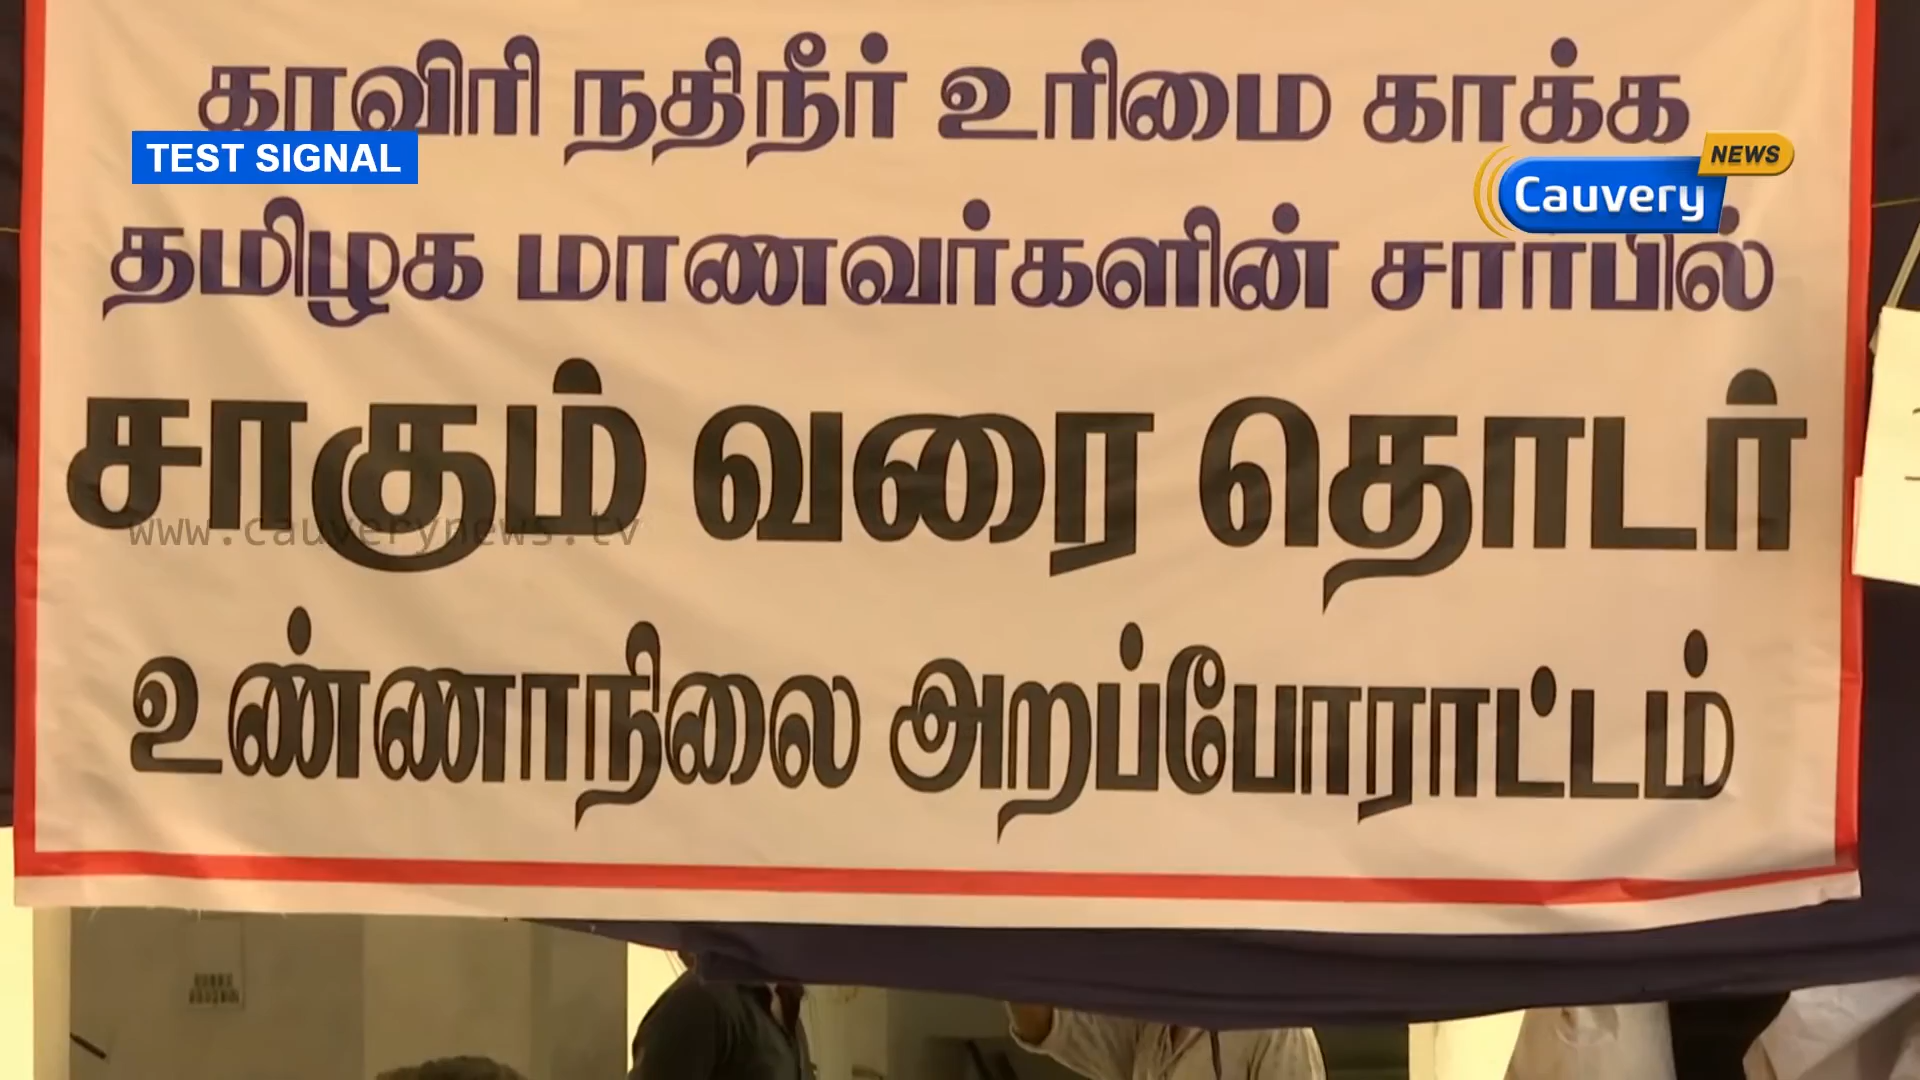 காவிரி நதிநீர் உரிமை காக்க
TEST SIGNAL
NEWS
Cauvery
தமிழக மாணவர்களின் சார்பில்
சாகும் வரை தொடர்
www.cauverynews.tv
உண்ணாநிலை அறப்போராட்டம்